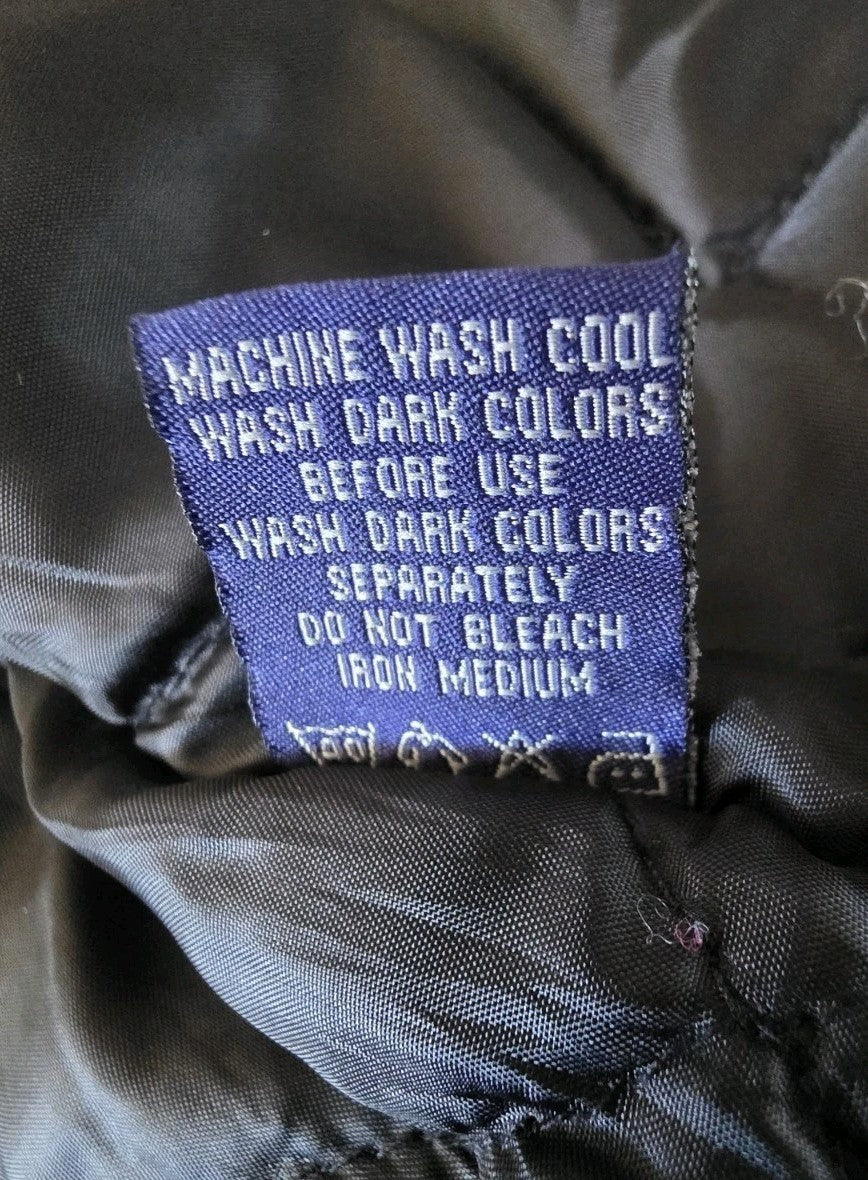 MACHINE WASH COOL
WASH DARK COLORS
BEFORE USE
WASH DARK COLORS
SEPARATELY
DO NOT BLEACH
IRON MEDIUM